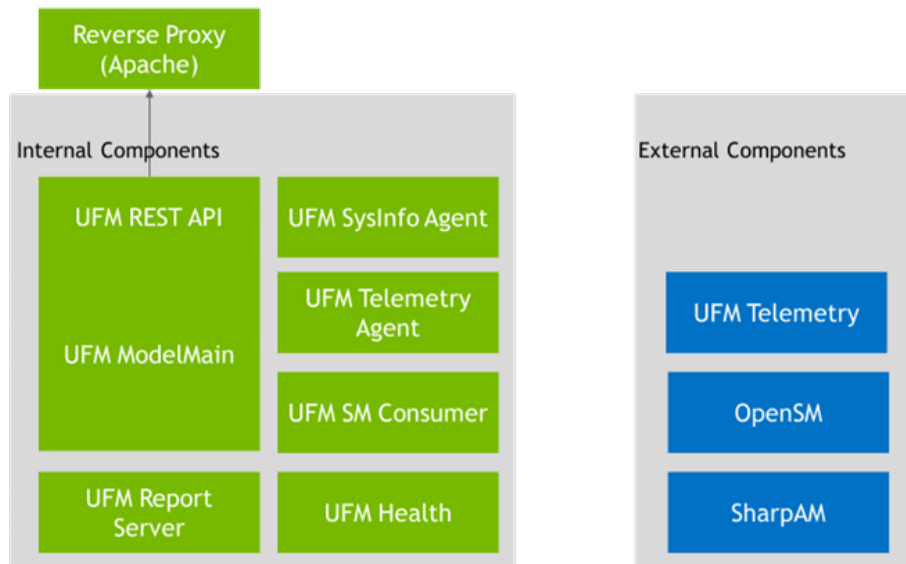 Reverse Proxy
(Apache)
Internal Components
UFM REST API
UFM ModelMain
UFM Report
Server
UFM SysInfo Agent
UFM Telemetry
Agent
UFM SM Consumer
UFM Health
External Components
UFM Telemetry
OpenSM
SharpAM